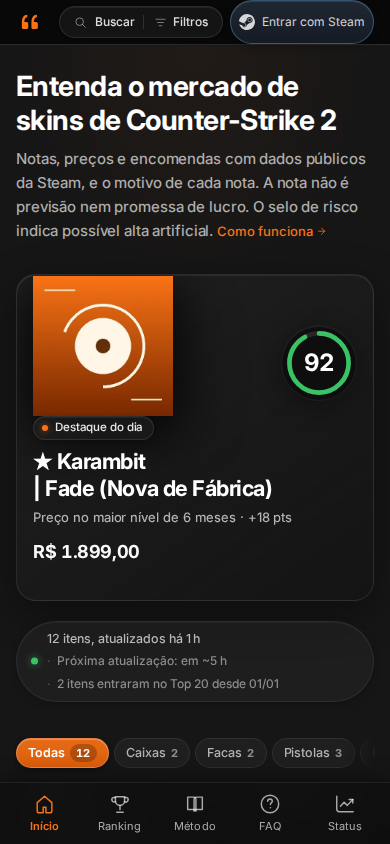 Buscar
Filtros
Entrar com Steam
Entenda o mercado de
skins de Counter-Strike 2
Notas, preços e encomendas com dados públicos
da Steam, e o motivo de cada nota. A nota não é
previsão nem promessa de lucro. O selo de risco
indica possível alta artificial. Como funciona →
92
Destaque do dia
★ Karambit
| Fade (Nova de Fábrica)
Preço no maior nível de 6 meses · +18 pts
R$ 1.899,00
12 itens, atualizados há 1 h
· Próxima atualização: em ~5 h
· 2 itens entraram no Top 20 desde 01/01
Todas 12
Caixas 2
Facas 2
Pistolas 3
Início
Ranking
Método
FAQ
Status